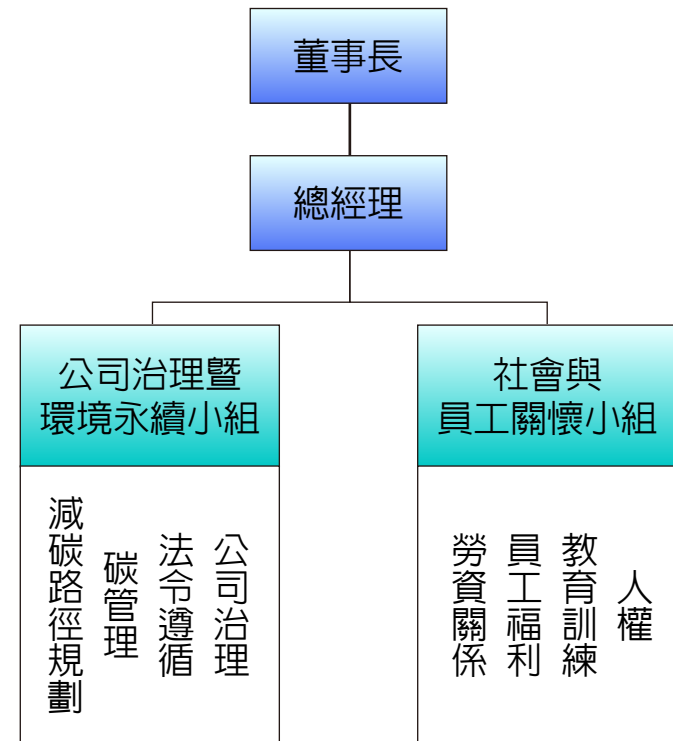 董事長
總經理
公司治理暨
環境永續小組
公司治理
法令遵循
碳管理
減碳路徑規劃
社會與
員工關懷小組
人權
教育訓練
員工福利
勞資關係